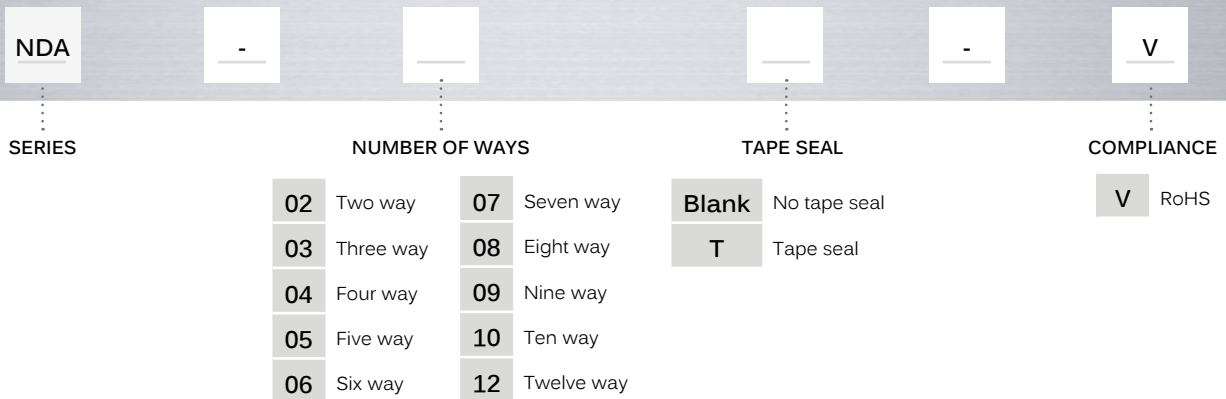 NDA - - V
SERIES NUMBER OF WAYS TAPE SEAL COMPLIANCE
02 Two way 07 Seven way Blank No tape seal V RoHS
03 Three way 08 Eight way T Tape seal
04 Four way 09 Nine way
05 Five way 10 Ten way
06 Six way 12 Twelve way